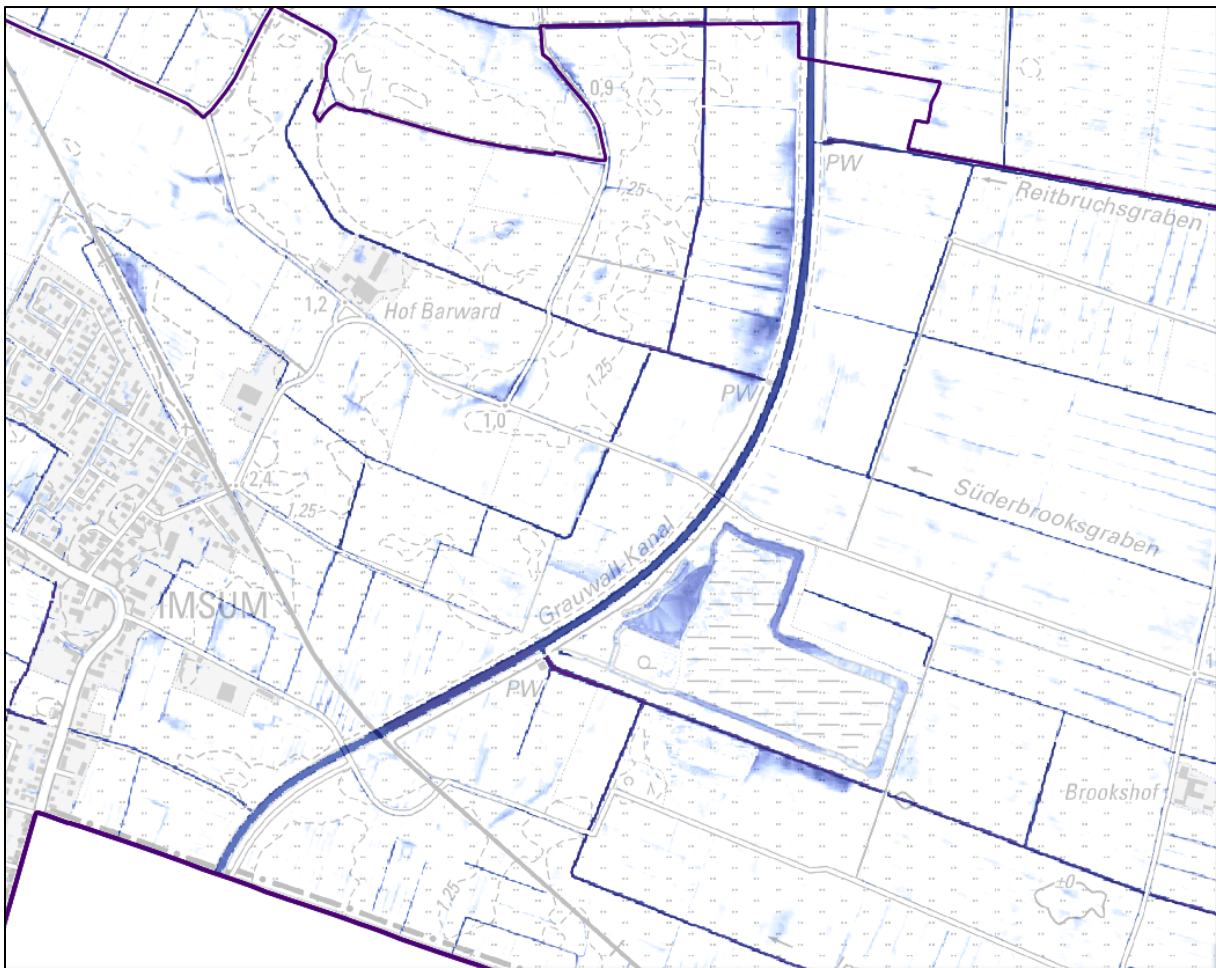 0,9
PW
1,25
Reitbruchsgraben
1,2
Hof Barward
1,25
PW
1,0
2,4
Süderbrooksgraben
1,25
Grauwall-Kanal
IMSUM
PW
Brookshof
±0
1,25